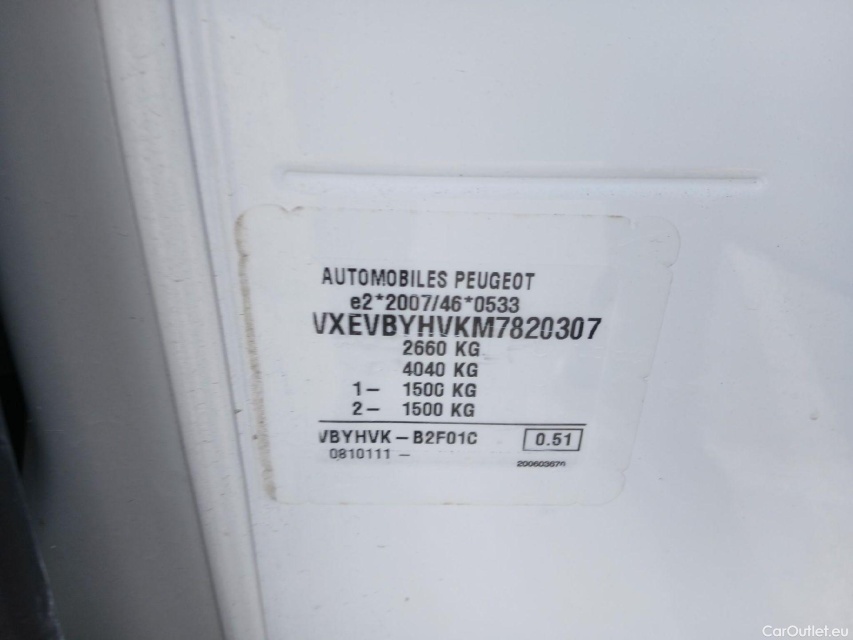 AUTOMOBILES PEUGEOT
e2*2007/46*0533
VXEVBYHVKM7820307
2660 KG
4040 KG
1- 1500 KG
2- 1500 KG
VBYHVK - B2F01C 0.51
0810111 -
CarOutlet.eu